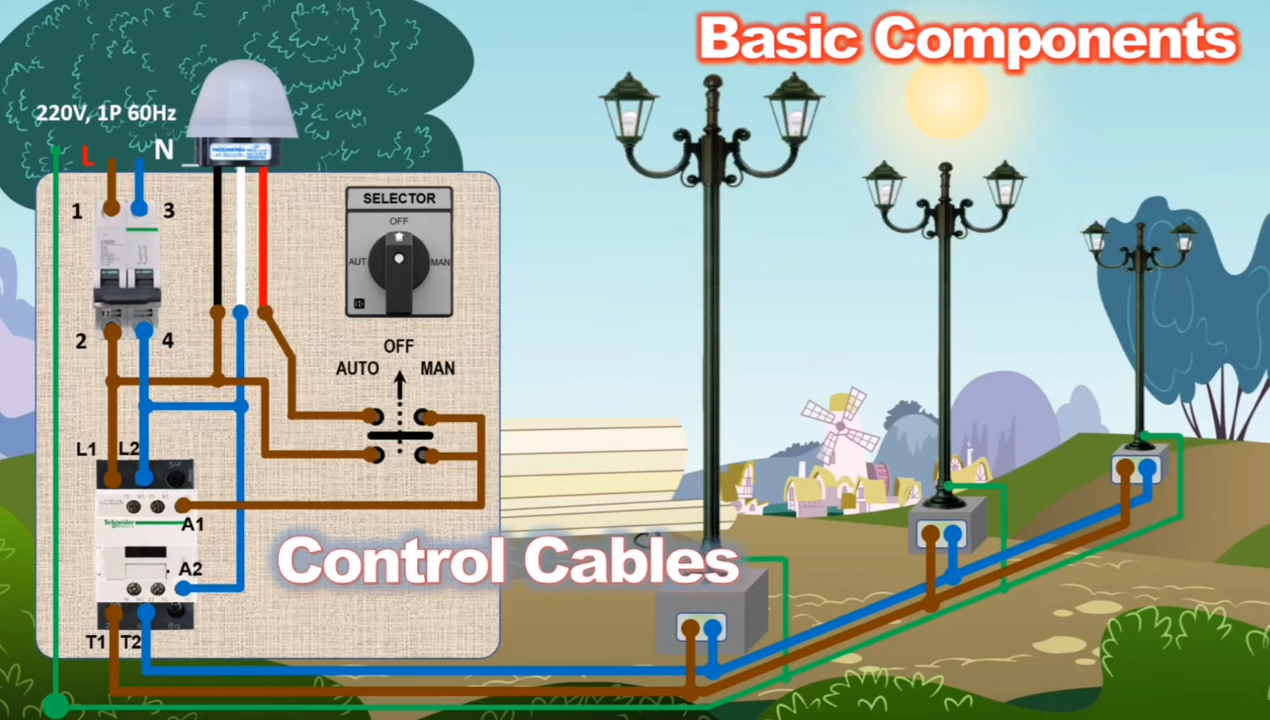 Basic Components
220V, 1P 60Hz
L
N
1
3
SELECTOR
OFF
AUT
MAN
2
4
OFF
AUTO
MAN
L1
L2
Schneider
A1
Control Cables
A2
T1
T2